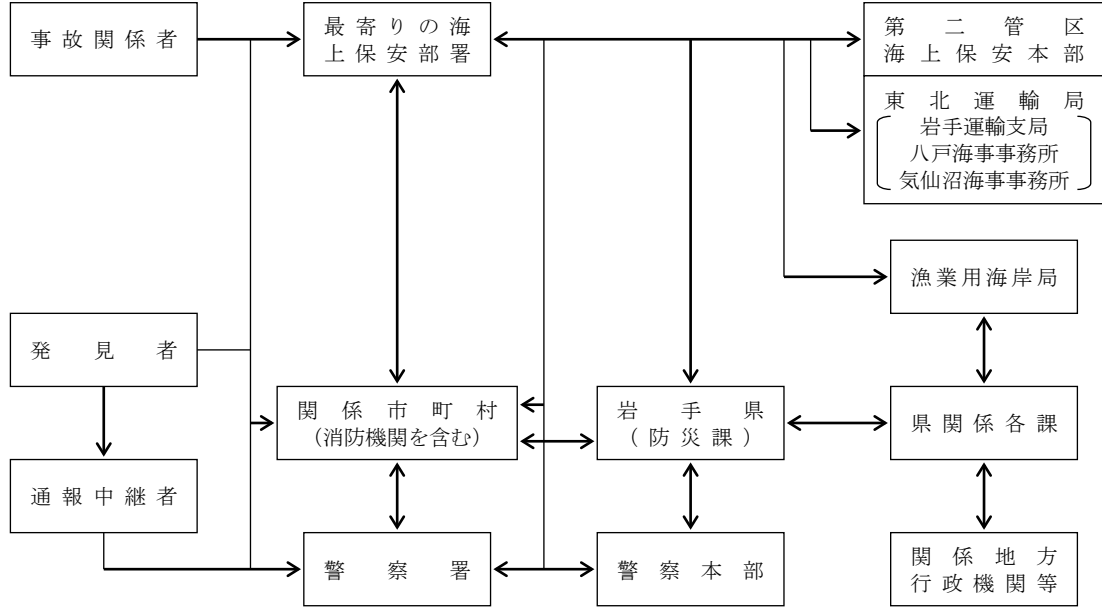 事故関係者
最寄りの海
上保安部署
第二管区
海上保安本部
東北運輸局
岩手運輸支局
八戸海事事務所
気仙沼海事事務所
漁業用海岸局
発見者
関係市町村
(消防機関を含む)
岩手県
(防災課)
県関係各課
通報中継者
警察署
警察本部
関係地方
行政機関等